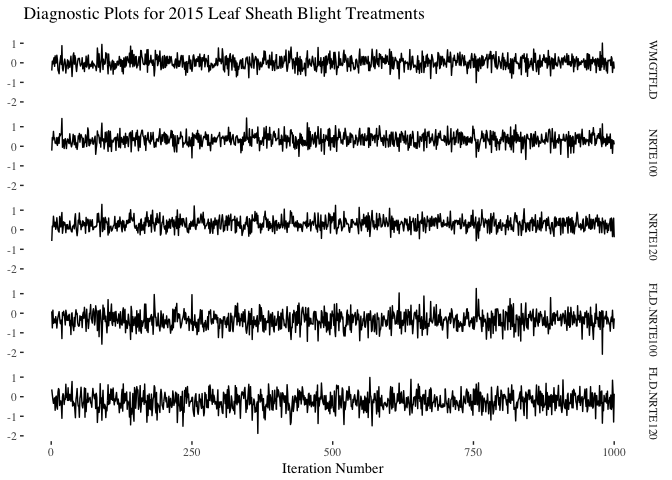 Diagnostic Plots for 2015 Leaf Sheath Blight Treatments
1
0
-1
-2
WMGTFLD
1
0
-1
-2
NRTE100
1
0
-1
-2
NRTE120
1
0
-1
-2
FLD.NRTE100
1
0
-1
-2
FLD.NRTE120
0 250 500 750 1000
Iteration Number